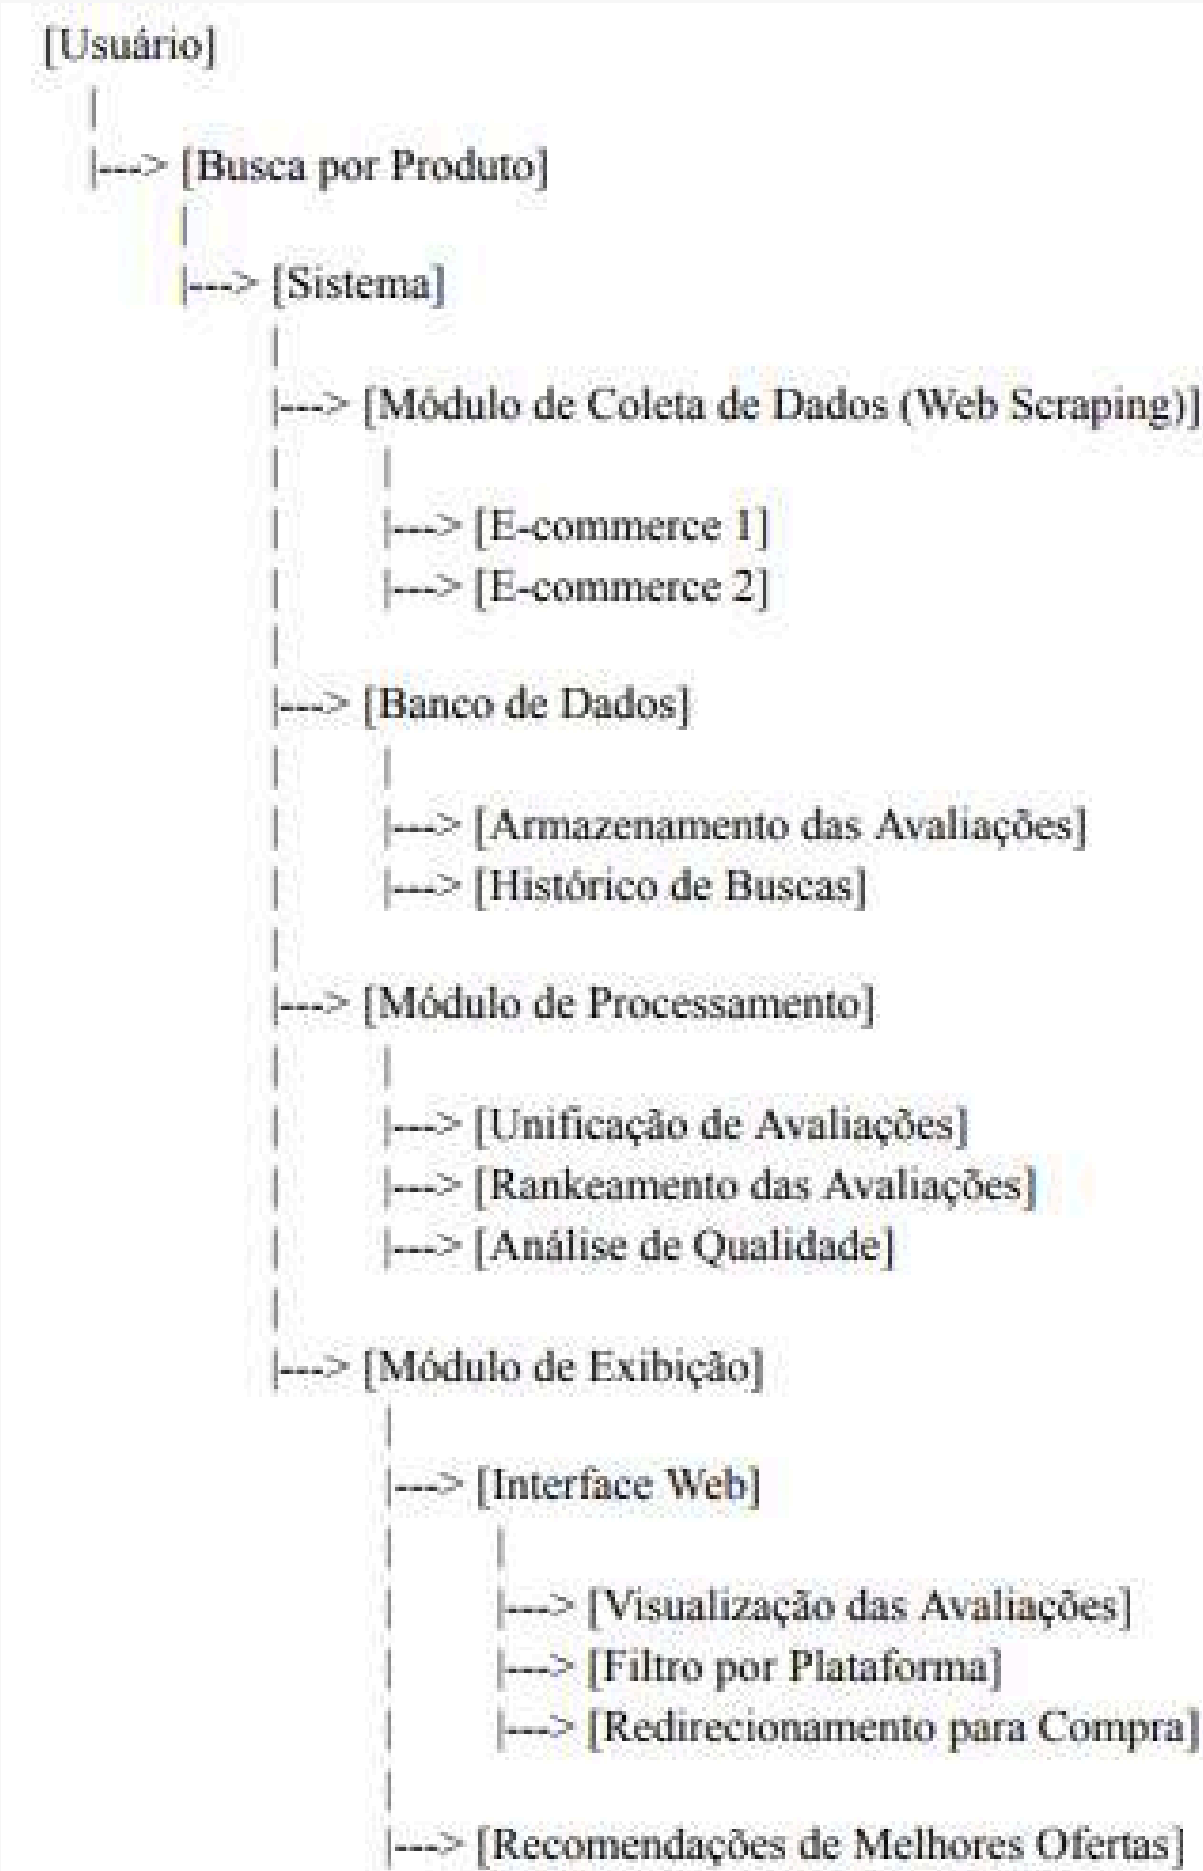 [Usuário]
|
|---> [Busca por Produto]
|
|---> [Sistema]
|
|---> [Módulo de Coleta de Dados (Web Scraping)]
| |
| |---> [E-commerce 1]
| |---> [E-commerce 2]
|
|---> [Banco de Dados]
| |
| |---> [Armazenamento das Avaliações]
| |---> [Histórico de Buscas]
|
|---> [Módulo de Processamento]
| |
| |---> [Unificação de Avaliações]
| |---> [Rankeamento das Avaliações]
| |---> [Análise de Qualidade]
|
|---> [Módulo de Exibição]
|
|---> [Interface Web]
| |
| |---> [Visualização das Avaliações]
| |---> [Filtro por Plataforma]
| |---> [Redirecionamento para Compra]
|
|---> [Recomendações de Melhores Ofertas]